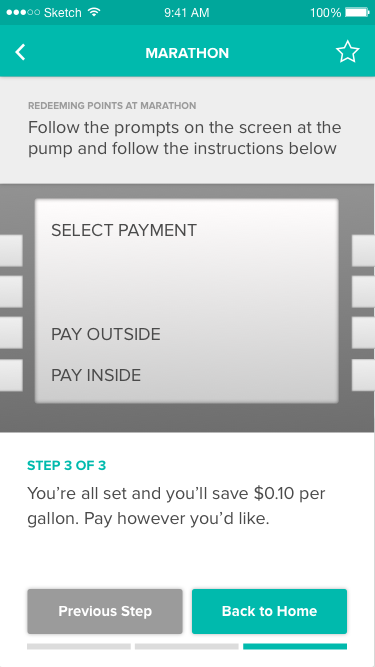 Sketch 9:41 AM 100%
MARATHON
REDEEMING POINTS AT MARATHON
Follow the prompts on the screen at the
pump and follow the instructions below
SELECT PAYMENT
PAY OUTSIDE
PAY INSIDE
STEP 3 OF 3
You’re all set and you’ll save $0.10 per
gallon. Pay however you’d like.
Previous Step Back to Home